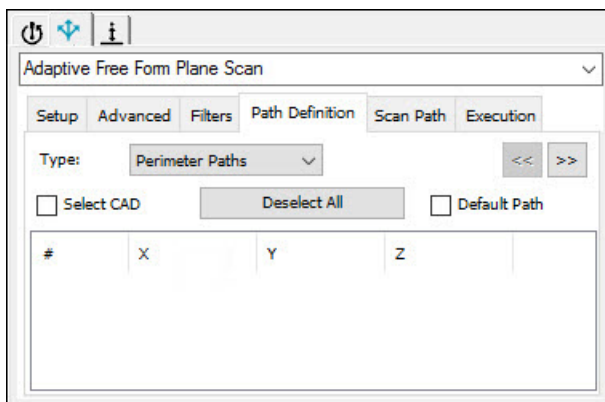 Adaptive Free Form Plane Scan
Setup Advanced Filters Path Definition Scan Path Execution
Type: Perimeter Paths << >>
Select CAD Deselect All Default Path
# X Y Z